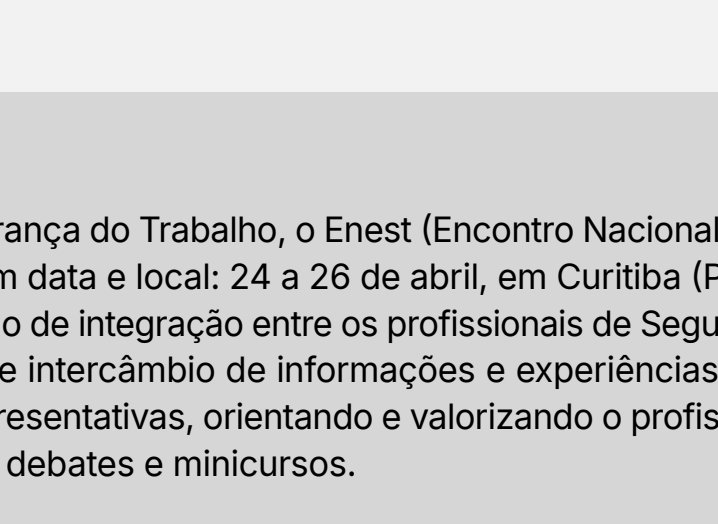 rança do Trabalho, o Enest (Encontro Nacional
m data e local: 24 a 26 de abril, em Curitiba (P
o de integração entre os profissionais de Segu
e intercâmbio de informações e experiências
resentativas, orientando e valorizando o profis
debates e minicursos.